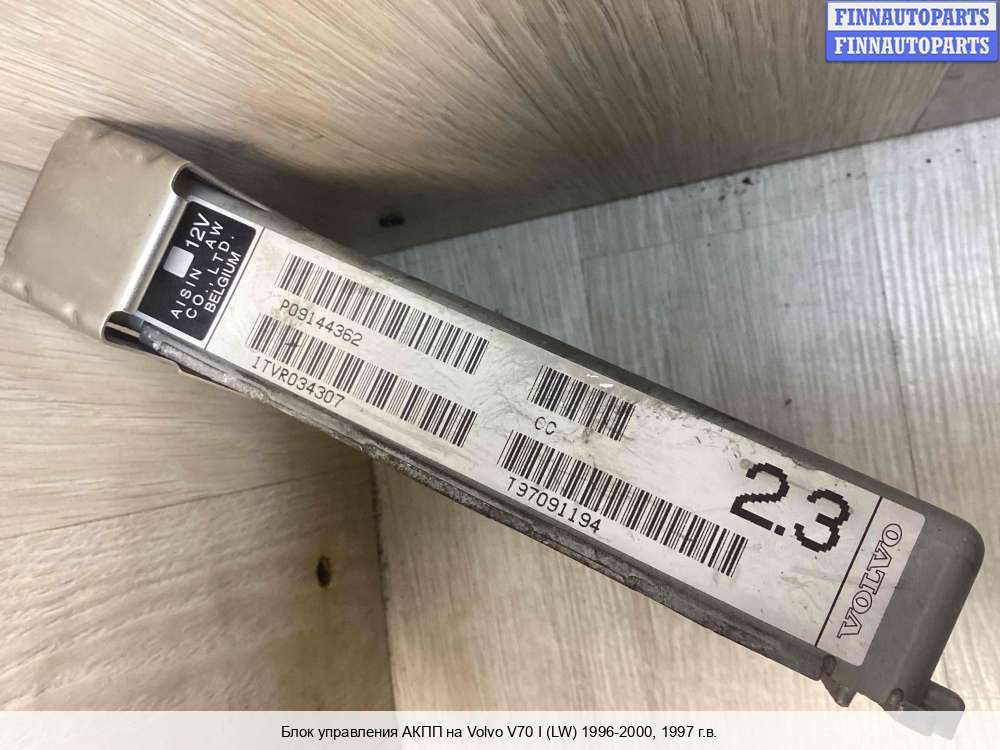 FINNAUTOPARTS
FINNAUTOPARTS
12V
AISIN AW
CO., LTD.
BELGIUM
P09144362
1TVR034307
CC
T97091194
2.3
VOLVO
Блок управления АКПП на Volvo V70 I (LW) 1996-2000, 1997 г.в.